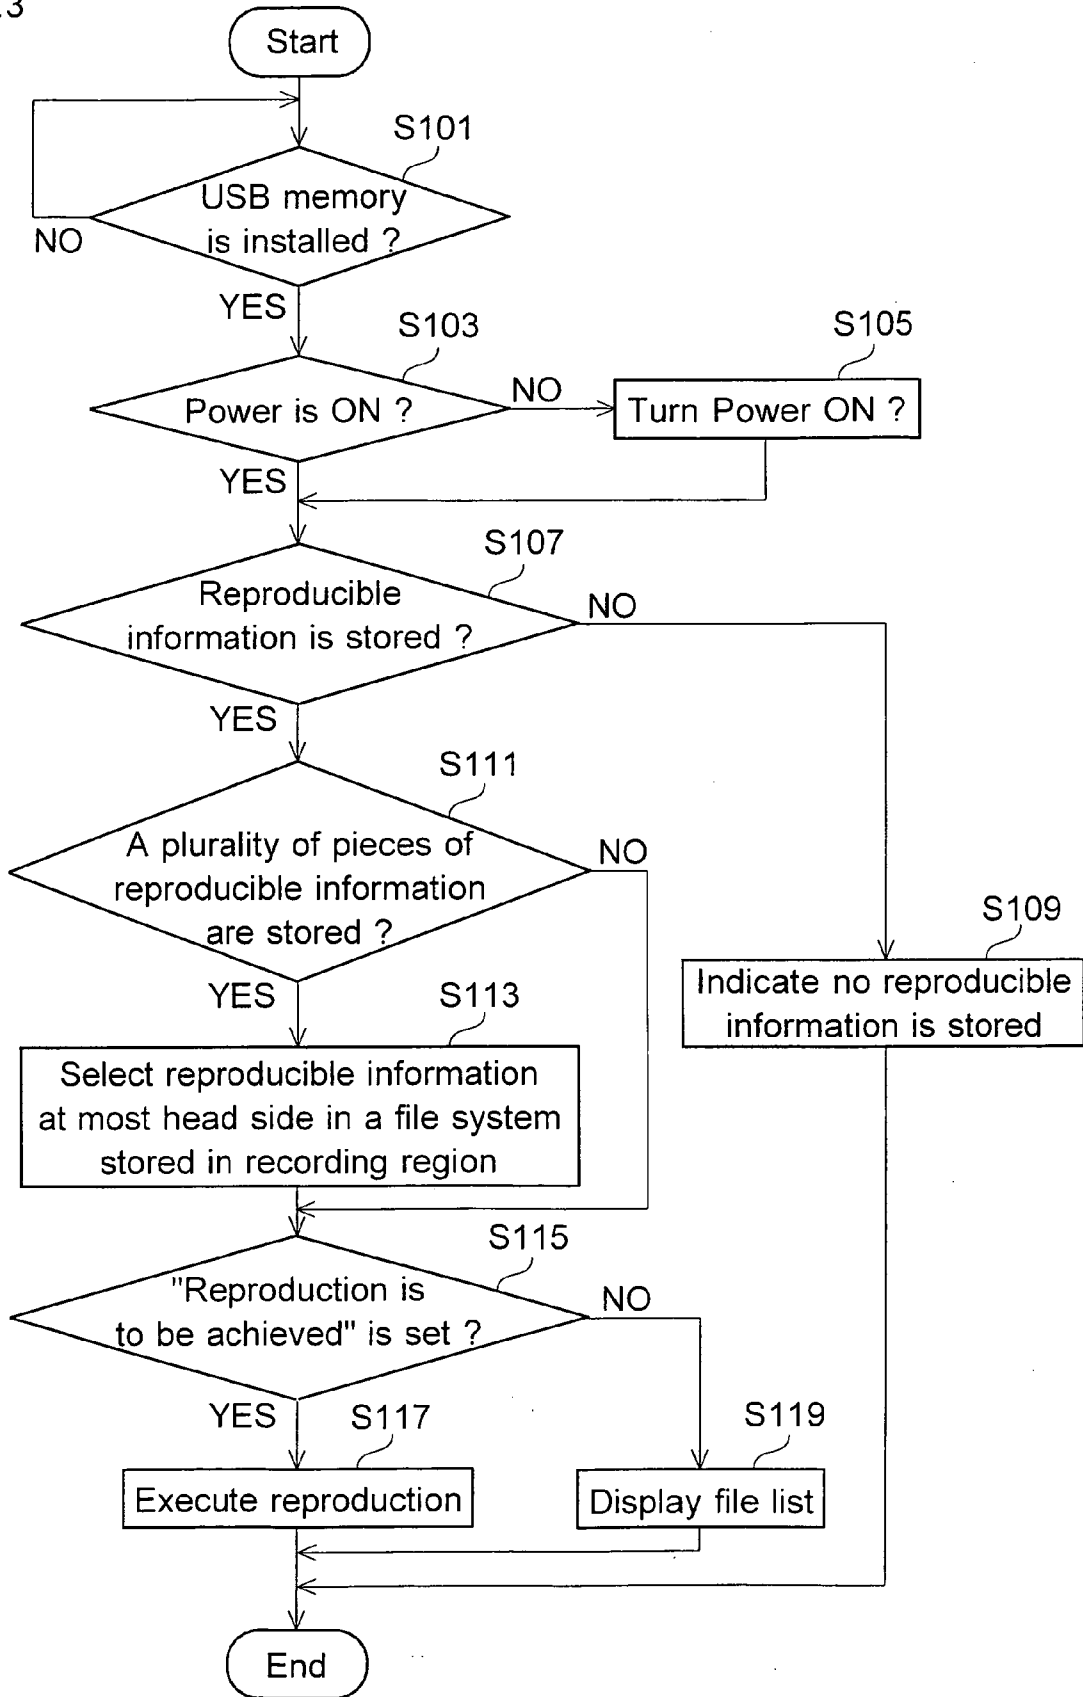 .3
Start
S101
USB memory
is installed ?
NO
YES
S103
S105
Power is ON ?
NO
Turn Power ON ?
YES
S107
Reproducible
information is stored ?
NO
YES
S111
A plurality of pieces of
reproducible information
are stored ?
NO
S109
Indicate no reproducible
information is stored
YES
S113
Select reproducible information
at most head side in a file system
stored in recording region
S115
"Reproduction is
to be achieved" is set ?
NO
YES
S117
S119
Execute reproduction
Display file list
End